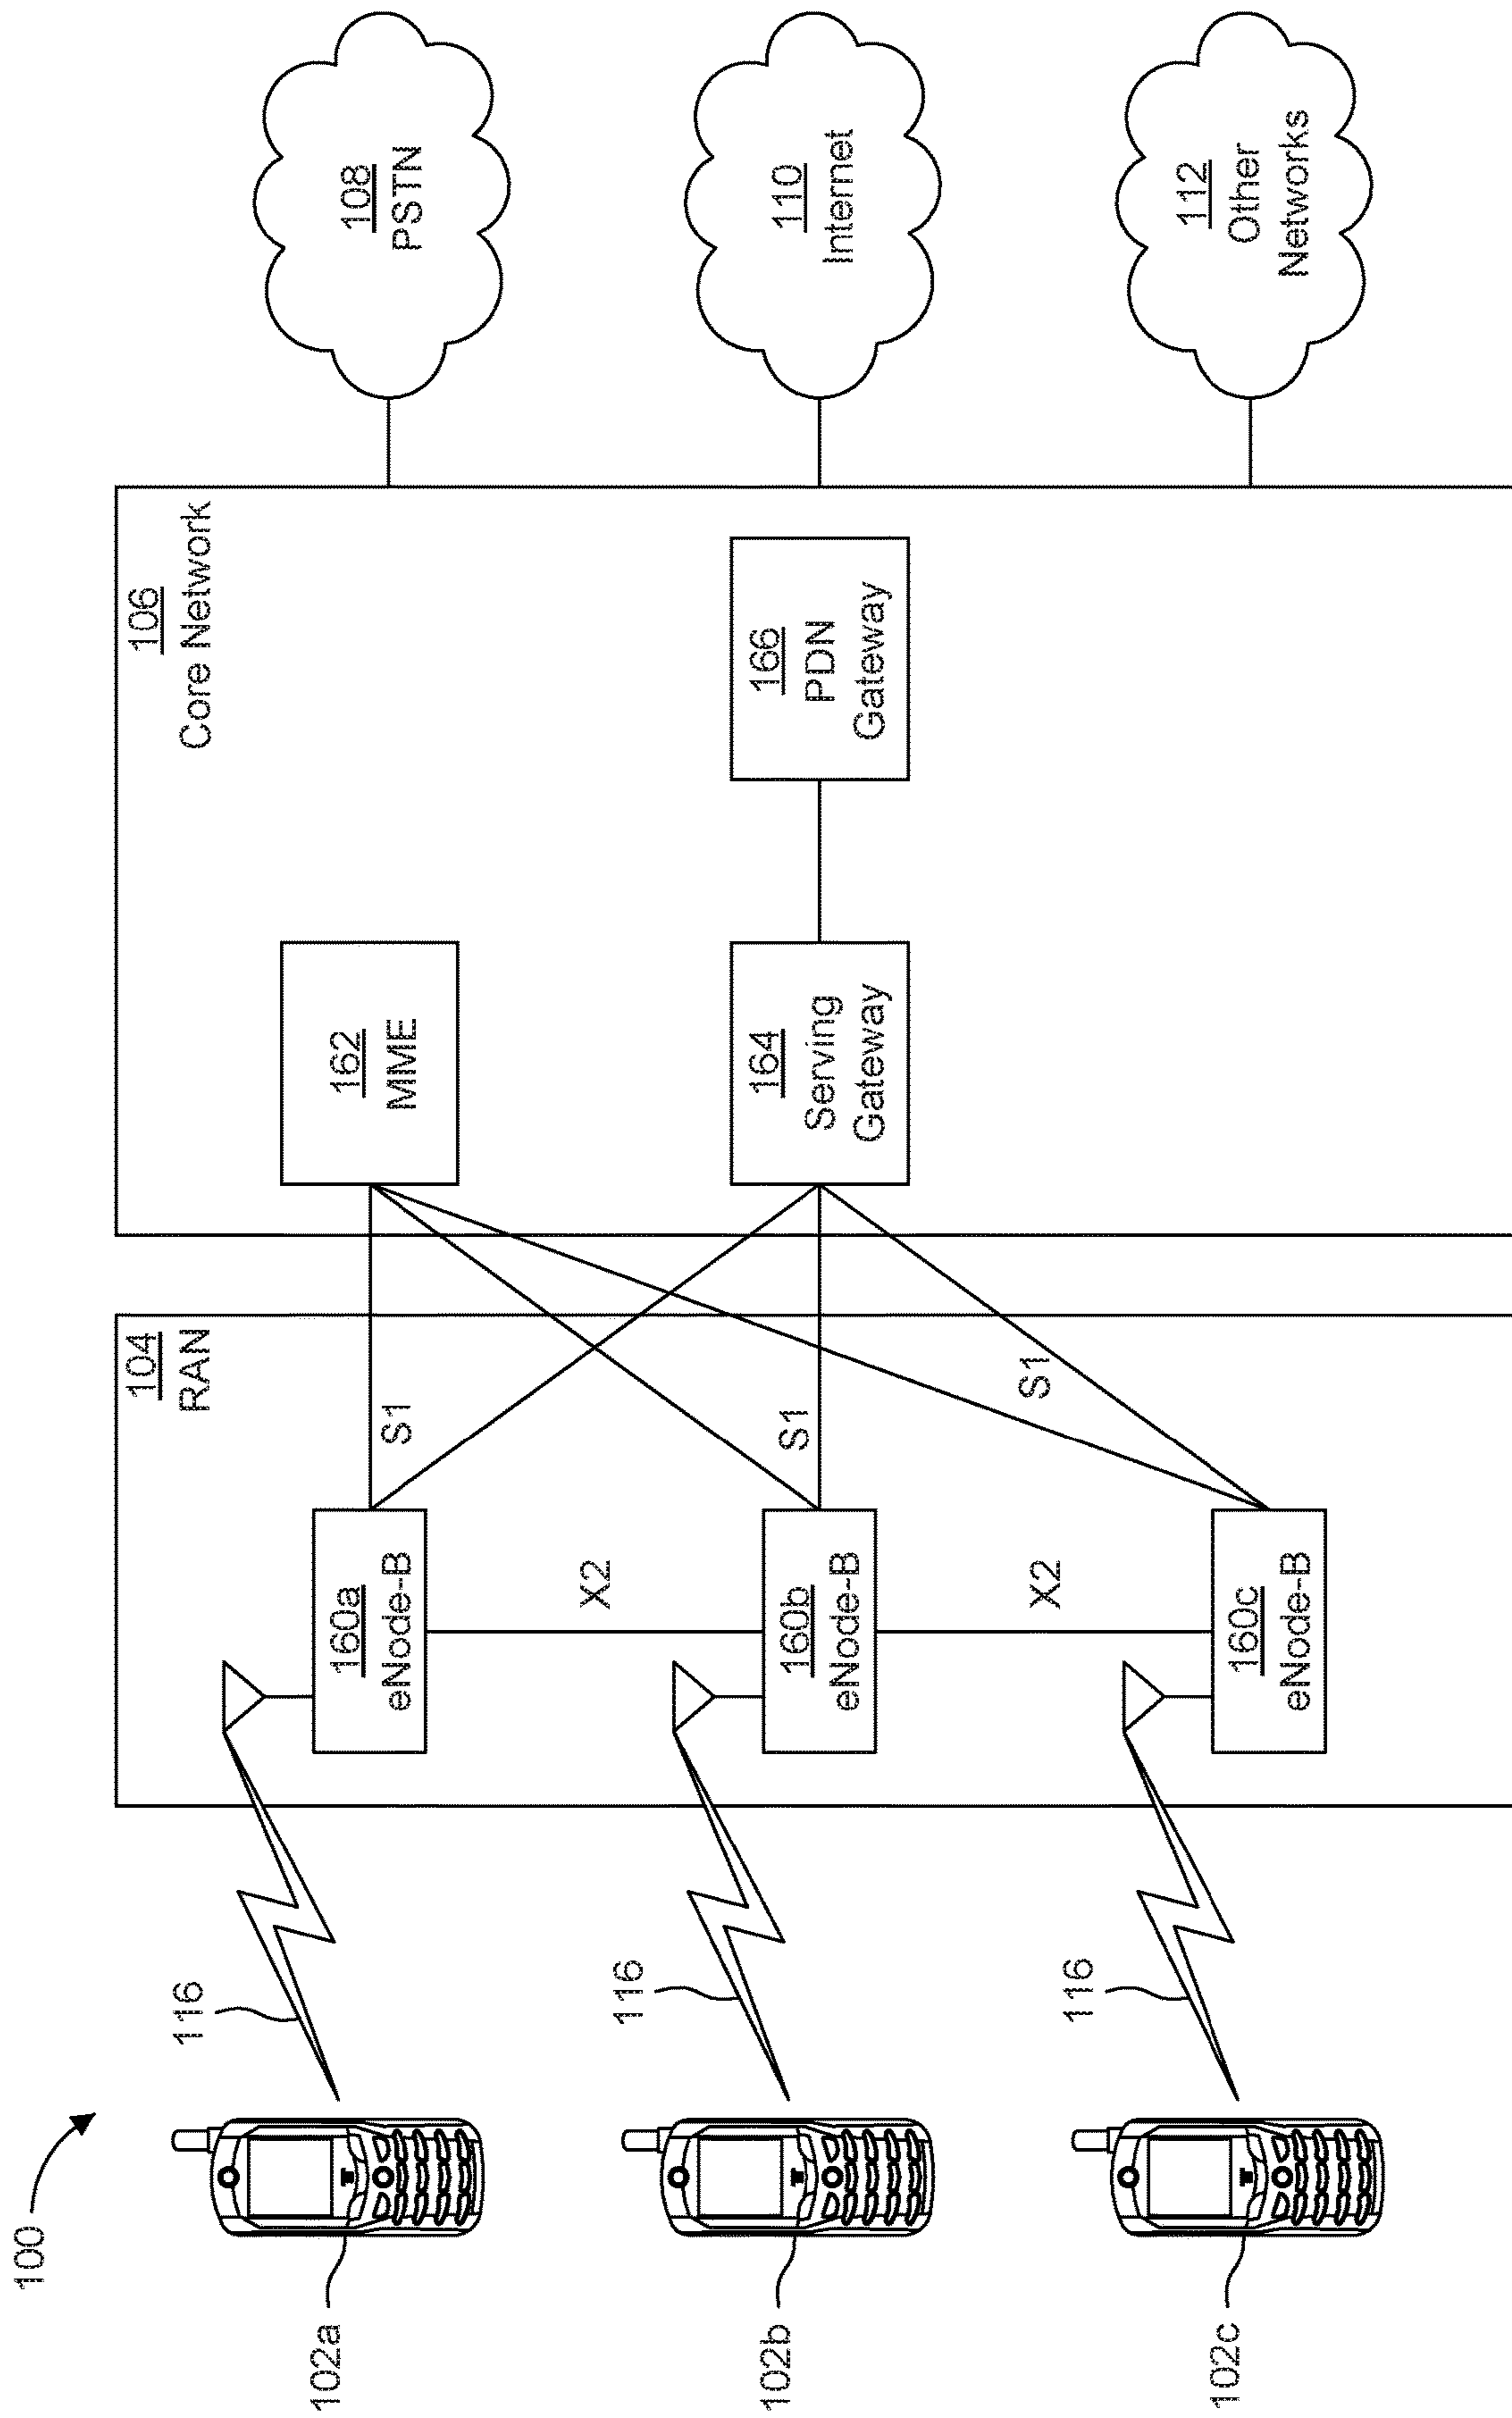 100
102a
102b
102c
116
116
116
104
RAN
160a
eNode-B
160b
eNode-B
160c
eNode-B
X2
X2
S1
S1
S1
106
Core Network
162
MME
164
Serving
Gateway
166
PDN
Gateway
108
PSTN
110
Internet
112
Other
Networks